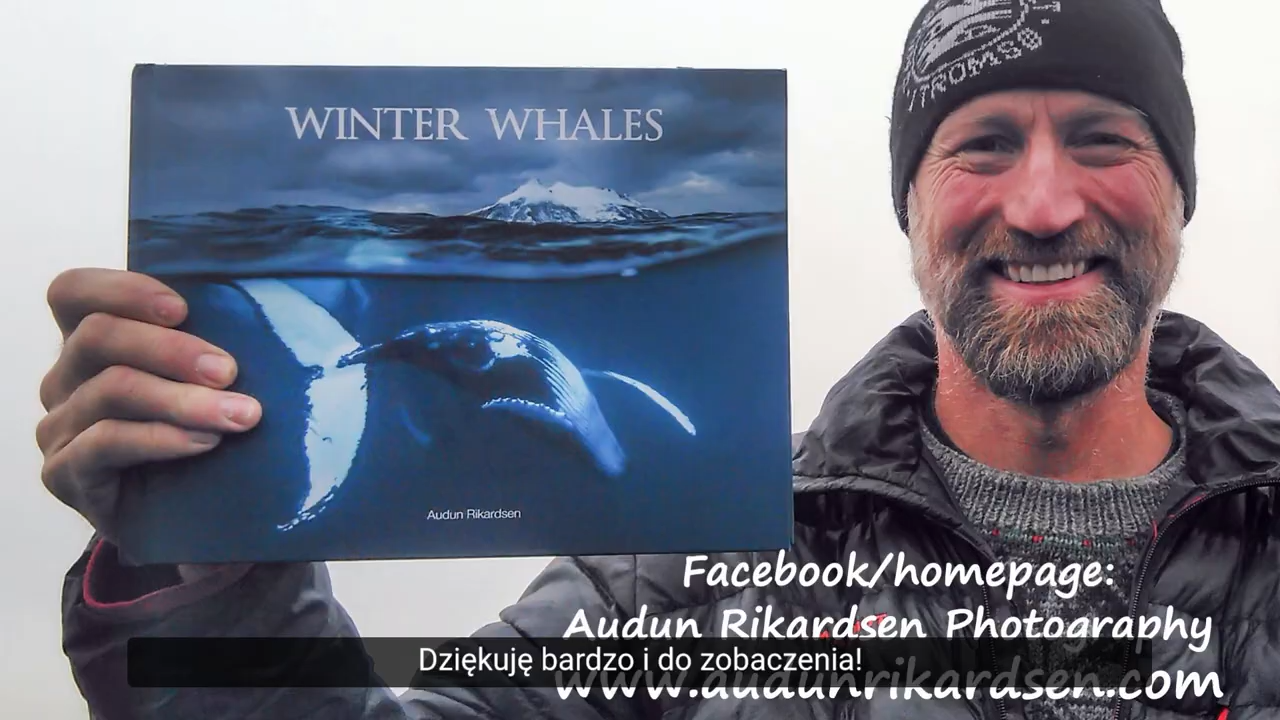 TROMSØ
WINTER WHALES
Audun Rikardsen
Facebook/homepage:
Audun Rikardsen Photography
Dziękuję bardzo i do zobaczenia!
www.audunrikardsen.com